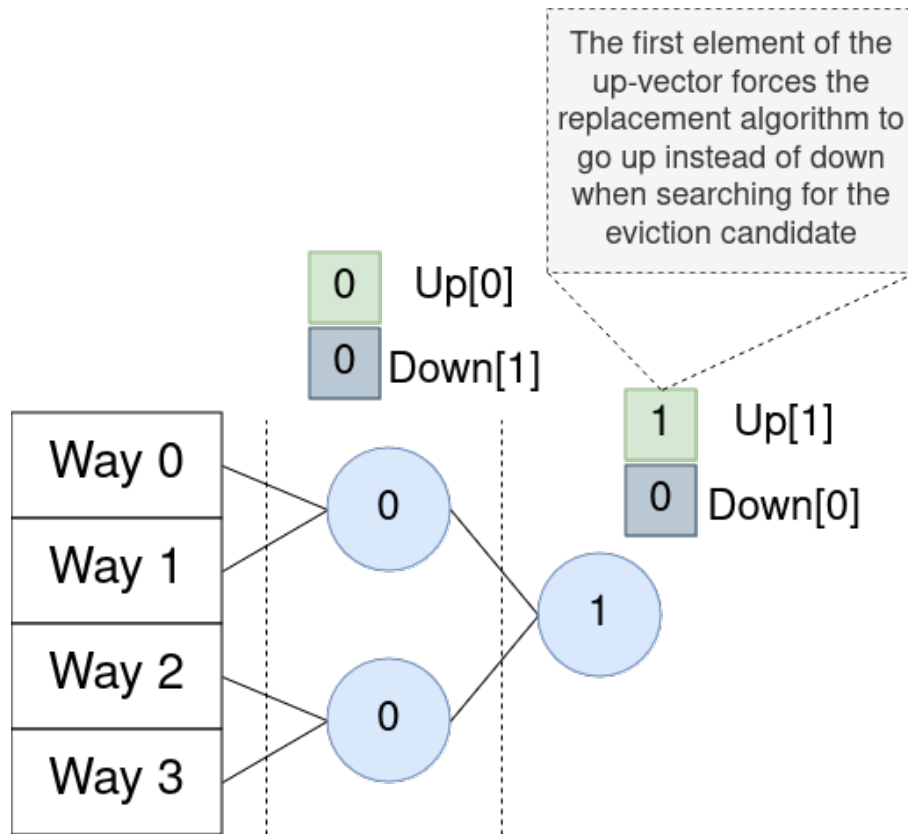 The first element of the
up-vector forces the
replacement algorithm to
go up instead of down
when searching for the
eviction candidate
0 Up[0]
0 Down[1]
1 Up[1]
0 Down[0]
Way 0
0
Way 1
1
Way 2
0
Way 3